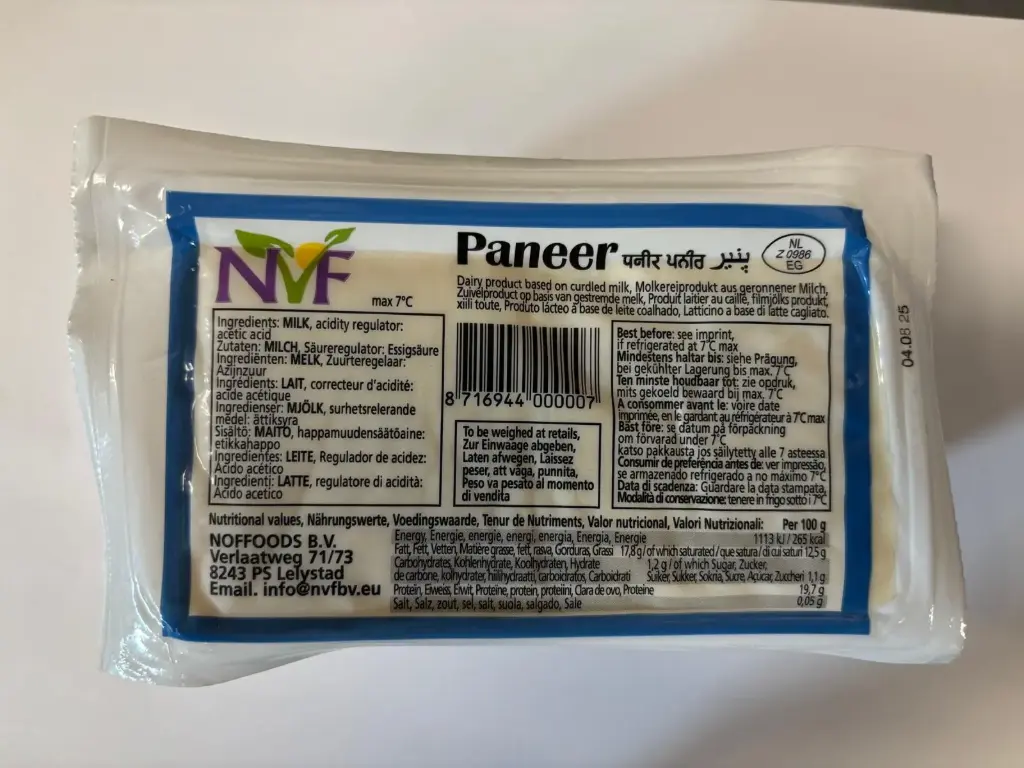 NVF
max 7°C
Paneer पनीर ਪਨੀਰ پنیر
NL
Z 0986
EG
Dairy product based on curdled milk, Molkereiprodukt aus geronnener Milch,
Zuivelproduct op basis van gestremde melk, Produit laitier au caillé, filmjölks produkt,
xiili toute, Produto lácteo á base de leite coalhado, Latticino a base di latte cagliato.
Ingredients: MILK, acidity regulator:
acetic acid
Zutaten: MILCH, Säureregulator: Essigsäure
Ingrediënten: MELK, Zuurteregelaar:
Azijnzuur
Ingrédients: LAIT, correcteur d'acidité:
acide acétique
Ingredienser: MJÖLK, surhetsrelerande
medel: ättiksyra
Sisältö: MAITO, happamuudensäätöaine:
etikkahappo
Ingredientes: LEITE, Regulador de acidez:
Ácido acético
Ingredienti: LATTE, regulatore di acidità:
Acido acetico
8 716944 000007
To be weighed at retails,
Zur Einwaage abgeben,
Laten afwegen, Laissez
peser, att väga, punnita,
Peso va pesato al momento
di vendita
Best before: see imprint,
if refrigerated at 7°C max
Mindestens haltar bis: siehe Prägung,
bei gekühlter Lagerung bis max. 7°C
Ten minste houdbaar tot: zie opdruk,
mits gekoeld bewaard bij max. 7°C
A consommer avant le: voire date
imprimée, en le gardant au réfrigérateur à 7°C max
Bäst före: se datum på förpackning
om förvarad under 7°C
katso pakkausta jos säilytetty alle 7 asteessa
Consumir de preferência antes de: ver impressão,
se armazenado refrigerado a no máximo 7°C
Data di scadenza: Guardare la data stampata,
Modalità di conservazione: tenere in frigo sotto i 7°C
04.08 25
Nutritional values, Nährungswerte, Voedingswaarde, Tenur de Nutriments, Valor nutricional, Valori Nutrizionali: Per 100 g
NOFFOODS B.V.
Verlaatweg 71/73
8243 PS Lelystad
Email. info@nvfbv.eu
Energy, Energie, energie, energi, energia, Energia, Energie 1113 kJ / 265 kcal
Fatt, Fett, Vetten, Matière grasse, fett, rasva, Gorduras, Grassi 17,8 g / of which saturated / que satura / di cui saturi 12,5 g
Carbohydrates, Kohlenhydrate, Koolhydraten, Hydrate 1,2 g / of which Sugar, Zucker,
de carbone, kolhydrater, hiilihydraatti, carboidratos, Carboidrati Suiker, Sukker, Sokna, Sucre, Açucar, Zuccheri 1,1 g
Protein, Eiweiss, Eiwit, Proteine, protein, proteiini, Clara de ovo, Proteine 19,7 g
Salt, Salz, zout, sel, salt, suola, salgado, Sale 0,05 g